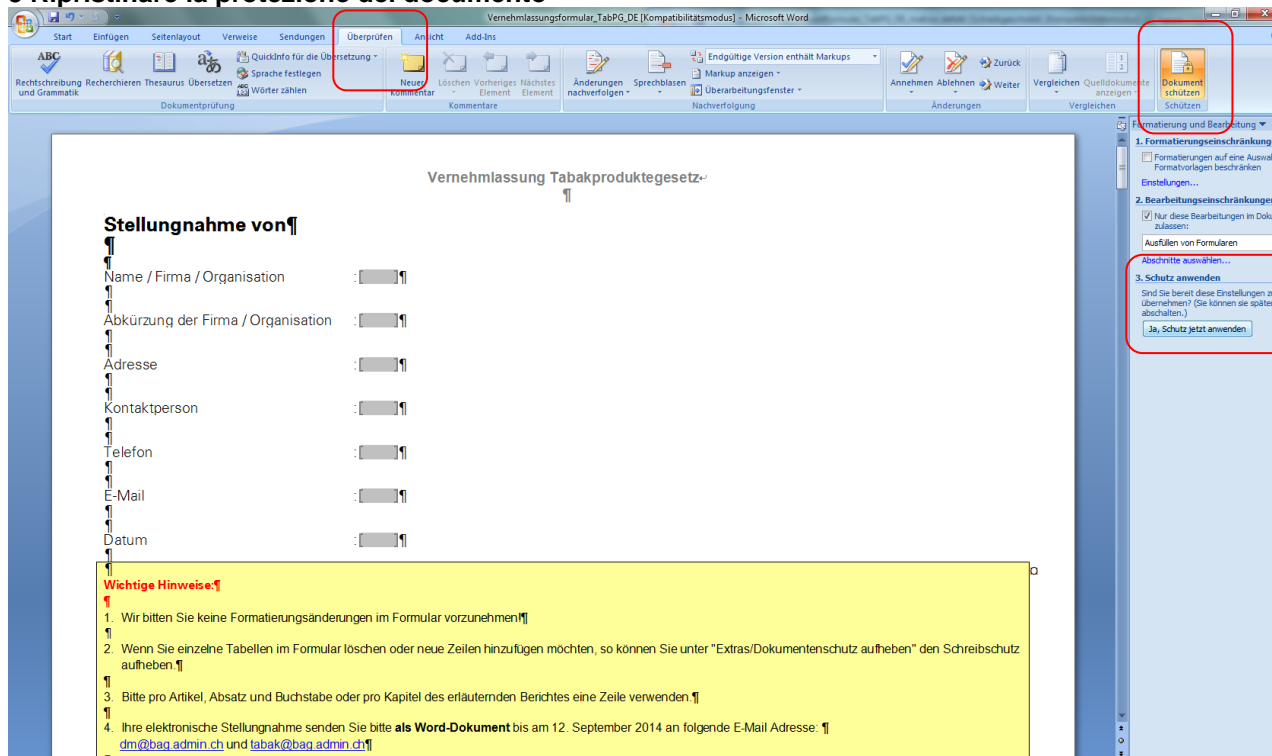 3 Ripristinare la protezione del documento
Vernehmlassungsformular_TabPG_DE [Kompatibilitätsmodus] - Microsoft Word
Start Einfügen Seitenlayout Verweise Sendungen Überprüfen Ansicht Add-Ins
ABC
Rechtschreibung und Grammatik
Recherchieren Thesaurus Übersetzen
QuickInfo für die Übersetzung
Sprache festlegen
Wörter zählen
Dokumentprüfung
Neuer Kommentar
Löschen Vorheriges Element Nächstes Element
Kommentare
Änderungen nachverfolgen
Sprechblasen
Endgültige Version enthält Markups
Markup anzeigen
Überarbeitungsfenster
Nachverfolgung
Annehmen Ablehnen
Zurück
Weiter
Änderungen
Vergleichen Quelldokumente anzeigen
Vergleichen
Dokument schützen
Schützen
Formatierung und Bearbeitung
1. Formatierungseinschränkung
Formatierungen auf eine Auswa
Formatvorlagen beschränken
Einstellungen...
2. Bearbeitungseinschränkungen
Nur diese Bearbeitungen im Doku
zulassen:
Ausfüllen von Formularen
Abschnitte auswählen...
3. Schutz anwenden
Sind Sie bereit diese Einstellungen z
übernehmen? (Sie können sie später
abschalten.)
Ja, Schutz jetzt anwenden
Vernehmlassung Tabakproduktegesetz↵
¶
Stellungnahme von¶
¶
¶
Name / Firma / Organisation :[ ]¶
¶
¶
Abkürzung der Firma / Organisation :[ ]¶
¶
¶
Adresse :[ ]¶
¶
¶
Kontaktperson :[ ]¶
¶
¶
Telefon :[ ]¶
¶
¶
E-Mail :[ ]¶
¶
¶
Datum :[ ]¶
¶
¶
Wichtige Hinweise:¶
¶
1. Wir bitten Sie keine Formatierungsänderungen im Formular vorzunehmen!¶
¶
2. Wenn Sie einzelne Tabellen im Formular löschen oder neue Zeilen hinzufügen möchten, so können Sie unter "Extras/Dokumentenschutz aufheben" den Schreibschutz
aufheben.¶
¶
3. Bitte pro Artikel, Absatz und Buchstabe oder pro Kapitel des erläuternden Berichtes eine Zeile verwenden.¶
¶
4. Ihre elektronische Stellungnahme senden Sie bitte als Word-Dokument bis am 12. September 2014 an folgende E-Mail Adresse: ¶
dm@bag.admin.ch und tabak@bag.admin.ch¶